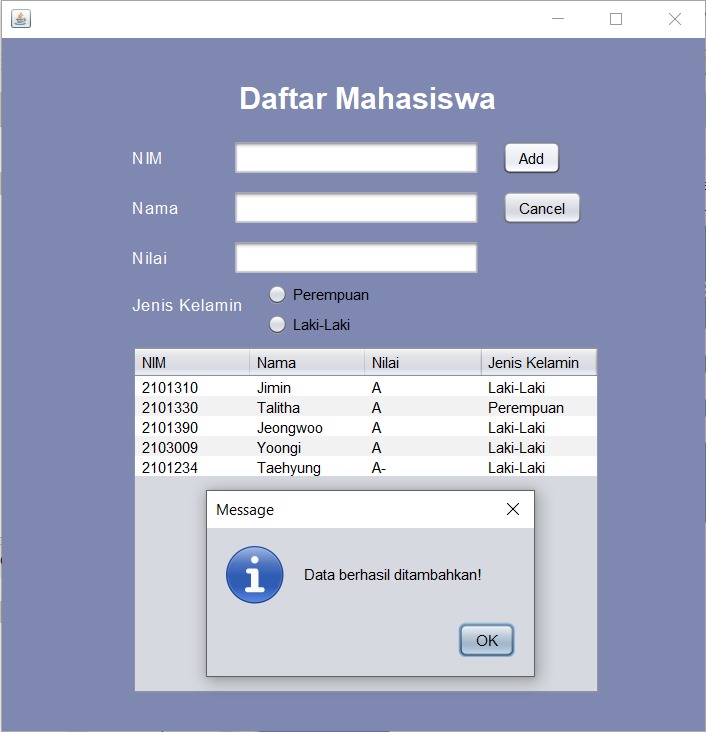 Daftar Mahasiswa
NIM
Add
Nama
Cancel
Nilai
Jenis Kelamin
Perempuan
Laki-Laki
NIM Nama Nilai Jenis Kelamin
2101310 Jimin A Laki-Laki
2101330 Talitha A Perempuan
2101390 Jeongwoo A Laki-Laki
2103009 Yoongi A Laki-Laki
2101234 Taehyung A- Laki-Laki
Message
Data berhasil ditambahkan!
OK